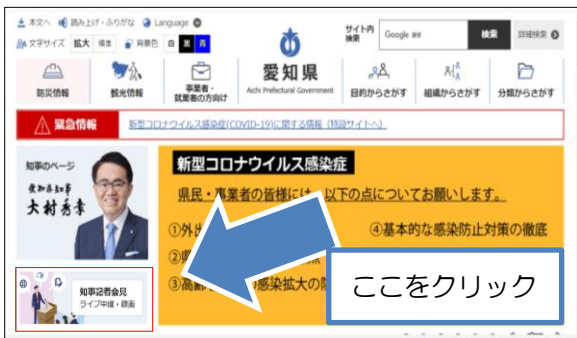 本文へ 読み上げ・ふりがな Language
文字サイズ 拡大 標準 背景色 白 黒 青
サイト内検索 Google 検索 詳細検索
愛知県
Aichi Prefectural Government
防災情報 観光情報 事業者・就業者の方向け 目的からさがす 組織からさがす 分類からさがす
緊急情報 新型コロナウイルス感染症(COVID-19)に関する情報（特設サイトへ）
知事のページ
愛知県知事
大村秀章
新型コロナウイルス感染症
県民・事業者の皆様には、以下の点についてお願いします。
①外出 ④基本的な感染防止対策の徹底
②県
③高齢 の感染拡大の防
ここをクリック
知事記者会見
ライブ中継・録画